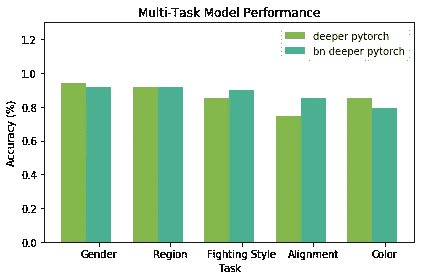 Multi-Task Model Performance
deeper pytorch
bn deeper pytorch
Accuracy (%)
1.2
1.0
0.8
0.6
0.4
0.2
0.0
Gender Region Fighting Style Alignment Color
Task